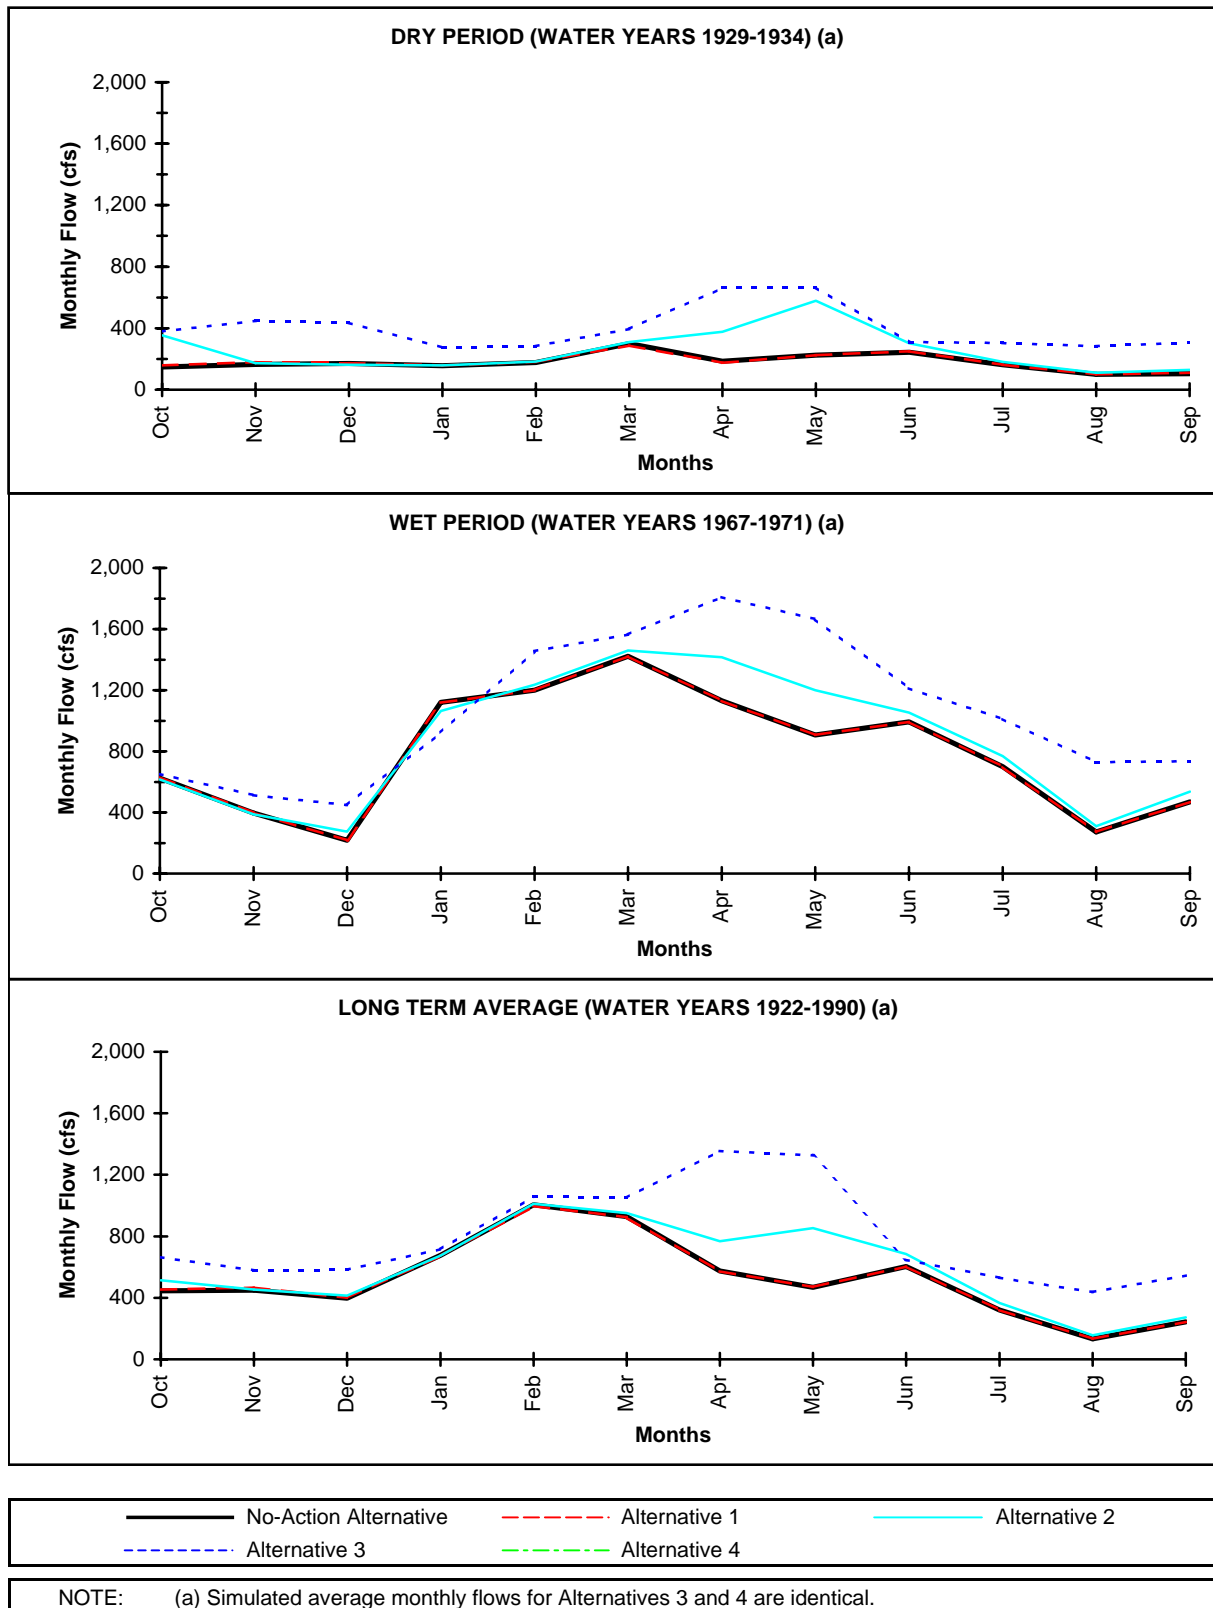 DRY PERIOD (WATER YEARS 1929-1934) (a)
Monthly Flow (cfs)
2,000
1,600
1,200
800
400
0
Oct
Nov
Dec
Jan
Feb
Mar
Apr
May
Jun
Jul
Aug
Sep
Months
WET PERIOD (WATER YEARS 1967-1971) (a)
Monthly Flow (cfs)
2,000
1,600
1,200
800
400
0
Oct
Nov
Dec
Jan
Feb
Mar
Apr
May
Jun
Jul
Aug
Sep
Months
LONG TERM AVERAGE (WATER YEARS 1922-1990) (a)
Monthly Flow (cfs)
2,000
1,600
1,200
800
400
0
Oct
Nov
Dec
Jan
Feb
Mar
Apr
May
Jun
Jul
Aug
Sep
Months
No-Action Alternative
Alternative 1
Alternative 2
Alternative 3
Alternative 4
NOTE: (a) Simulated average monthly flows for Alternatives 3 and 4 are identical.